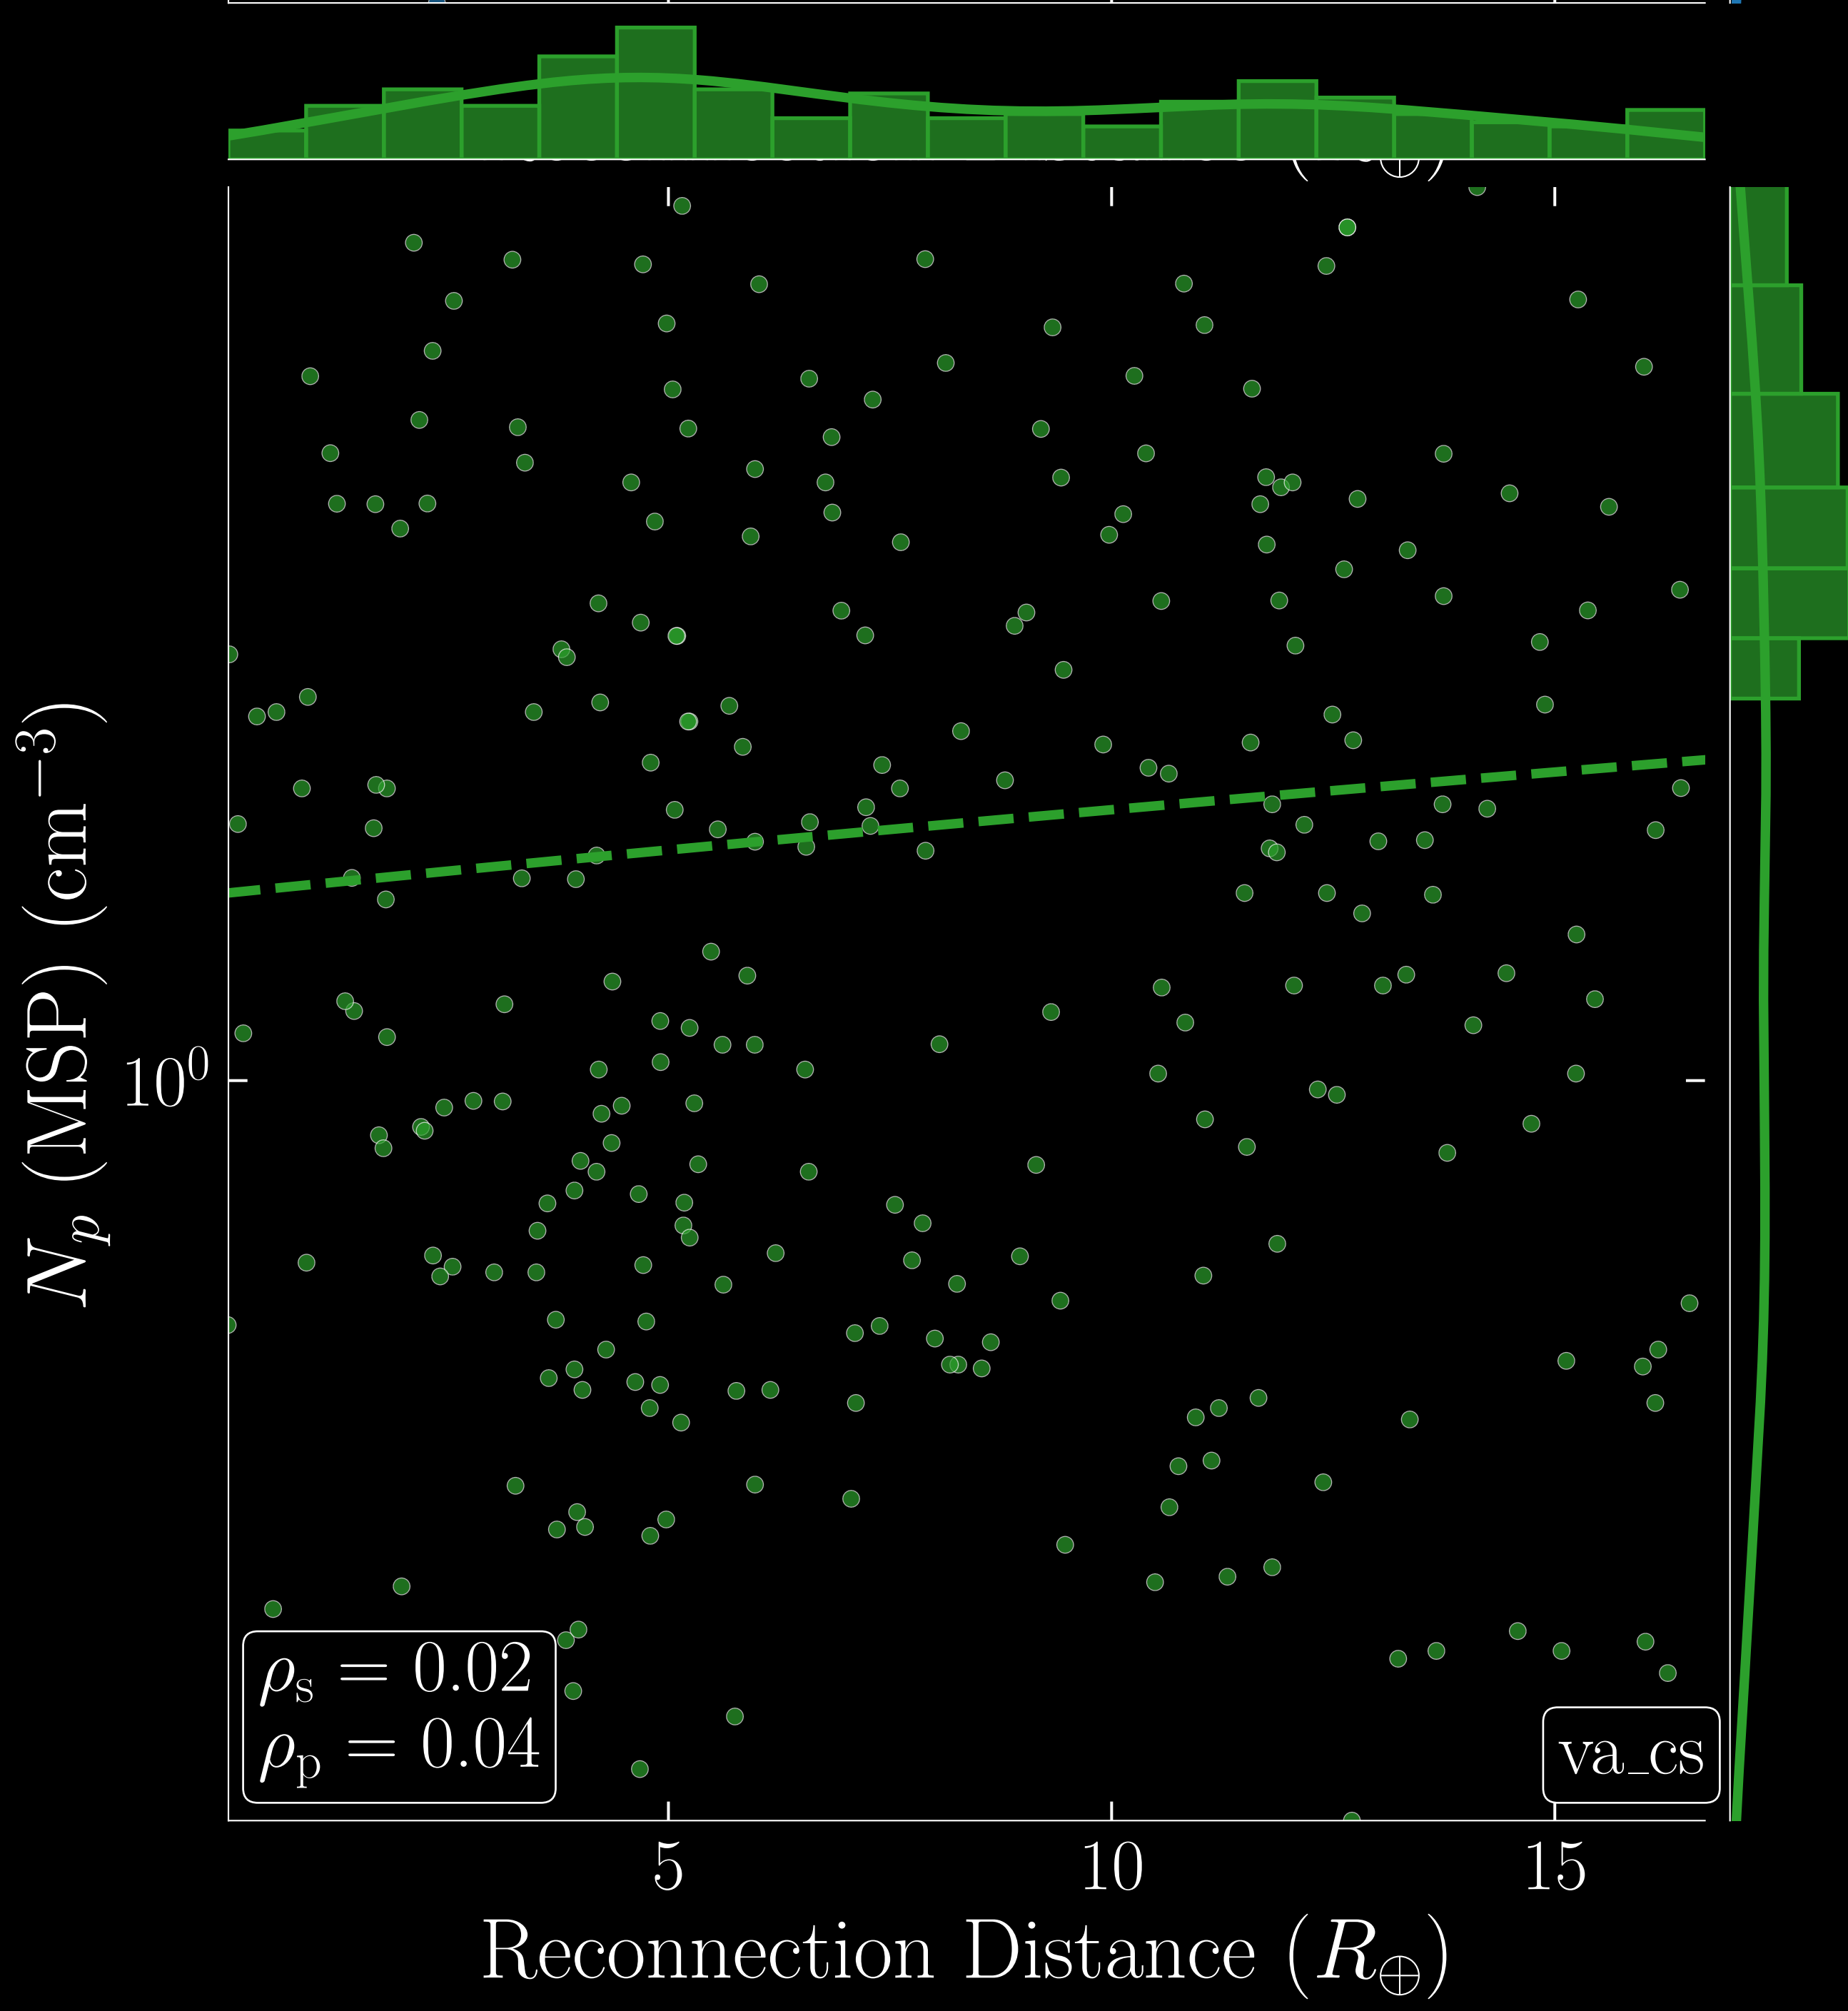 N_p (MSP) (cm^−3)
10^0
ρ_s = 0.02
ρ_p = 0.04
va_cs
5 10 15
Reconnection Distance (R_⊕)